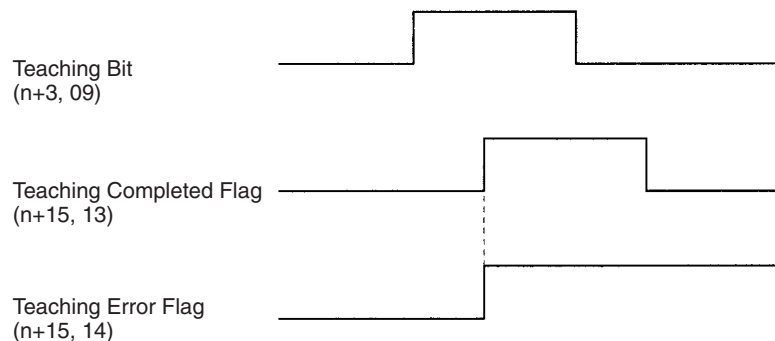 Teaching Bit
(n+3, 09)
Teaching Completed Flag
(n+15, 13)
Teaching Error Flag
(n+15, 14)